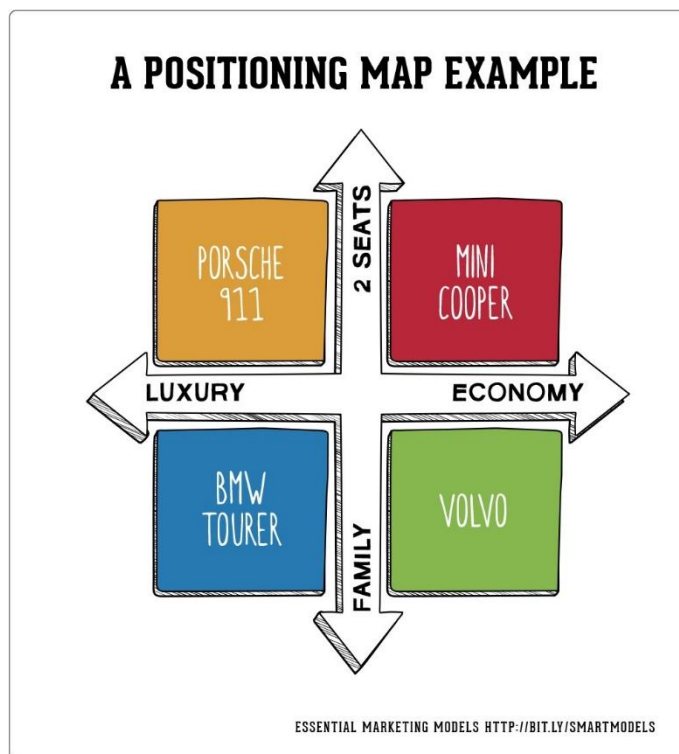 A POSITIONING MAP EXAMPLE
2 SEATS
PORSCHE
911
MINI
COOPER
LUXURY
ECONOMY
BMW
TOURER
VOLVO
FAMILY
ESSENTIAL MARKETING MODELS HTTP://BIT.LY/SMARTMODELS